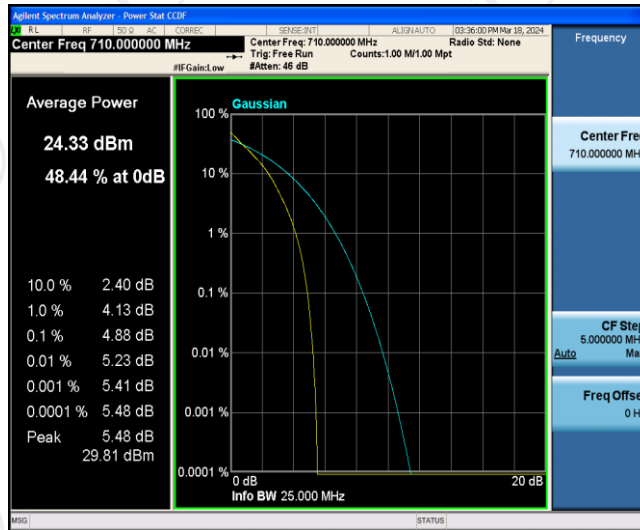 Agilent Spectrum Analyzer - Power Stat CCDF
RL RF 50 Ω AC CORREC SENSE:INT ALIGN AUTO 03:36:00 PM Mar 18, 2024
Center Freq 710.000000 MHz
Center Freq: 710.000000 MHz Radio Std: None
Trig: Free Run Counts:1.00 M/1.00 Mpt
#IFGain:Low #Atten: 46 dB
Frequency
Average Power
24.33 dBm
48.44 % at 0dB
10.0 % 2.40 dB
1.0 % 4.13 dB
0.1 % 4.88 dB
0.01 % 5.23 dB
0.001 % 5.41 dB
0.0001 % 5.48 dB
Peak 5.48 dB
29.81 dBm
Gaussian
100 %
10 %
1 %
0.1 %
0.01 %
0.001 %
0.0001 %
0 dB 20 dB
Info BW 25.000 MHz
Center Fre
710.000000 MH
CF Step
5.000000 MH
Auto Ma
Freq Offse
0 H
MSG STATUS